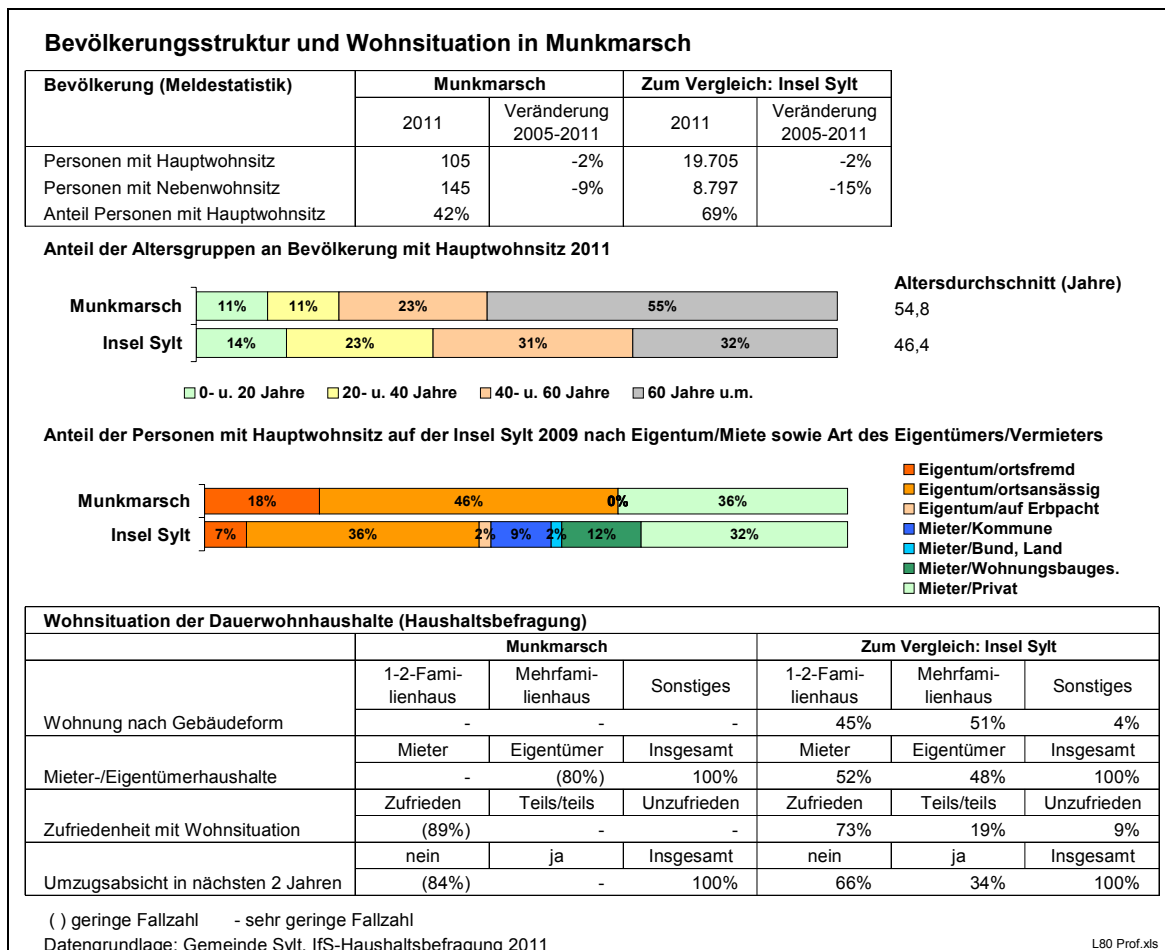 Bevölkerungsstruktur und Wohnsituation in Munkmarsch
Bevölkerung (Meldestatistik) Munkmarsch Zum Vergleich: Insel Sylt
2011 Veränderung 2005-2011 2011 Veränderung 2005-2011
Personen mit Hauptwohnsitz 105 -2% 19.705 -2%
Personen mit Nebenwohnsitz 145 -9% 8.797 -15%
Anteil Personen mit Hauptwohnsitz 42% 69%
Anteil der Altersgruppen an Bevölkerung mit Hauptwohnsitz 2011
Altersdurchschnitt (Jahre)
Munkmarsch 11% 11% 23% 55% 54,8
Insel Sylt 14% 23% 31% 32% 46,4
0- u. 20 Jahre 20- u. 40 Jahre 40- u. 60 Jahre 60 Jahre u.m.
Anteil der Personen mit Hauptwohnsitz auf der Insel Sylt 2009 nach Eigentum/Miete sowie Art des Eigentümers/Vermieters
Munkmarsch 18% 46% 0% 36%
Insel Sylt 7% 36% 2% 9% 2% 12% 32%
Eigentum/ortsfremd
Eigentum/ortsansässig
Eigentum/auf Erbpacht
Mieter/Kommune
Mieter/Bund, Land
Mieter/Wohnungsbauges.
Mieter/Privat
Wohnsituation der Dauerwohnhaushalte (Haushaltsbefragung)
Munkmarsch Zum Vergleich: Insel Sylt
1-2-Fami- Mehrfami- Sonstiges 1-2-Fami- Mehrfami- Sonstiges
lienhaus lienhaus lienhaus lienhaus
Wohnung nach Gebäudeform - - - 45% 51% 4%
Mieter Eigentümer Insgesamt Mieter Eigentümer Insgesamt
Mieter-/Eigentümerhaushalte - (80%) 100% 52% 48% 100%
Zufrieden Teils/teils Unzufrieden Zufrieden Teils/teils Unzufrieden
Zufriedenheit mit Wohnsituation (89%) - - 73% 19% 9%
nein ja Insgesamt nein ja Insgesamt
Umzugsabsicht in nächsten 2 Jahren (84%) - 100% 66% 34% 100%
( ) geringe Fallzahl - sehr geringe Fallzahl
Datengrundlage: Gemeinde Sylt, IfS-Haushaltsbefragung 2011
L80 Prof.xls